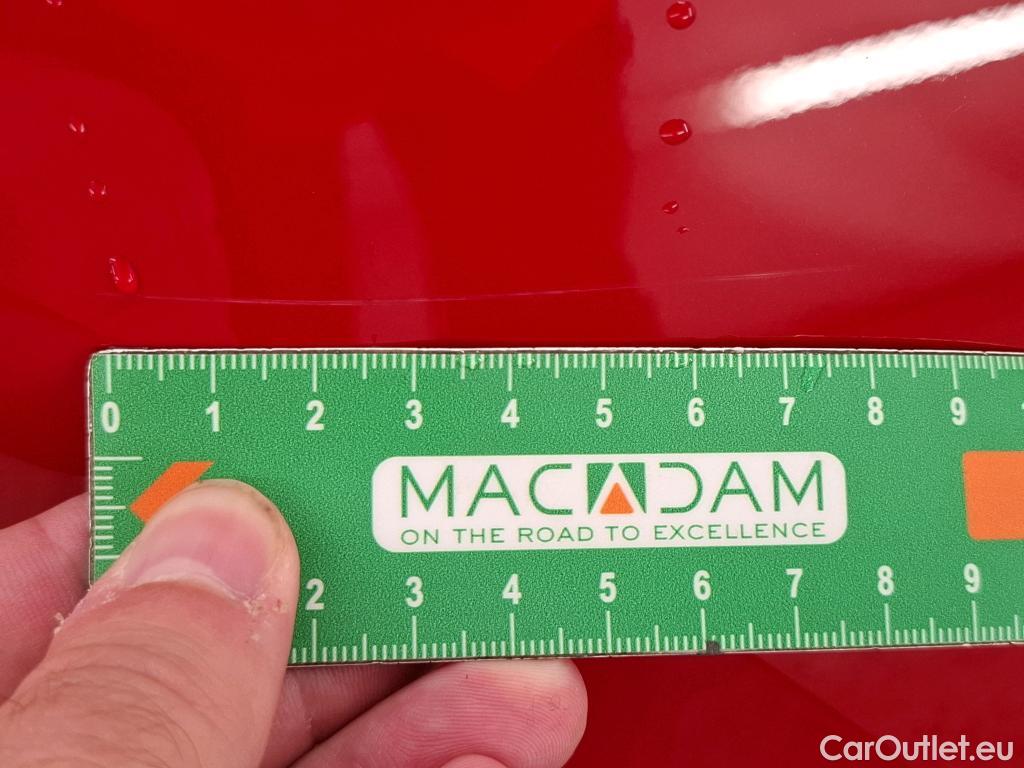 0 1 2 3 4 5 6 7 8 9
MACADAM
ON THE ROAD TO EXCELLENCE
2 3 4 5 6 7 8 9
CarOutlet.eu